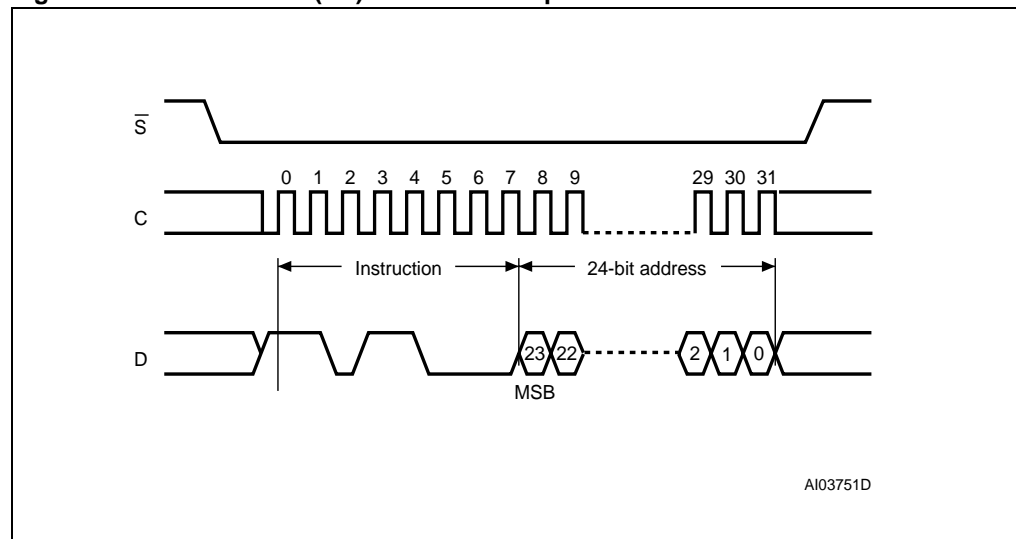 S
0 1 2 3 4 5 6 7 8 9 29 30 31
C
Instruction 24-bit address
D
23 22 2 1 0
MSB
AI03751D